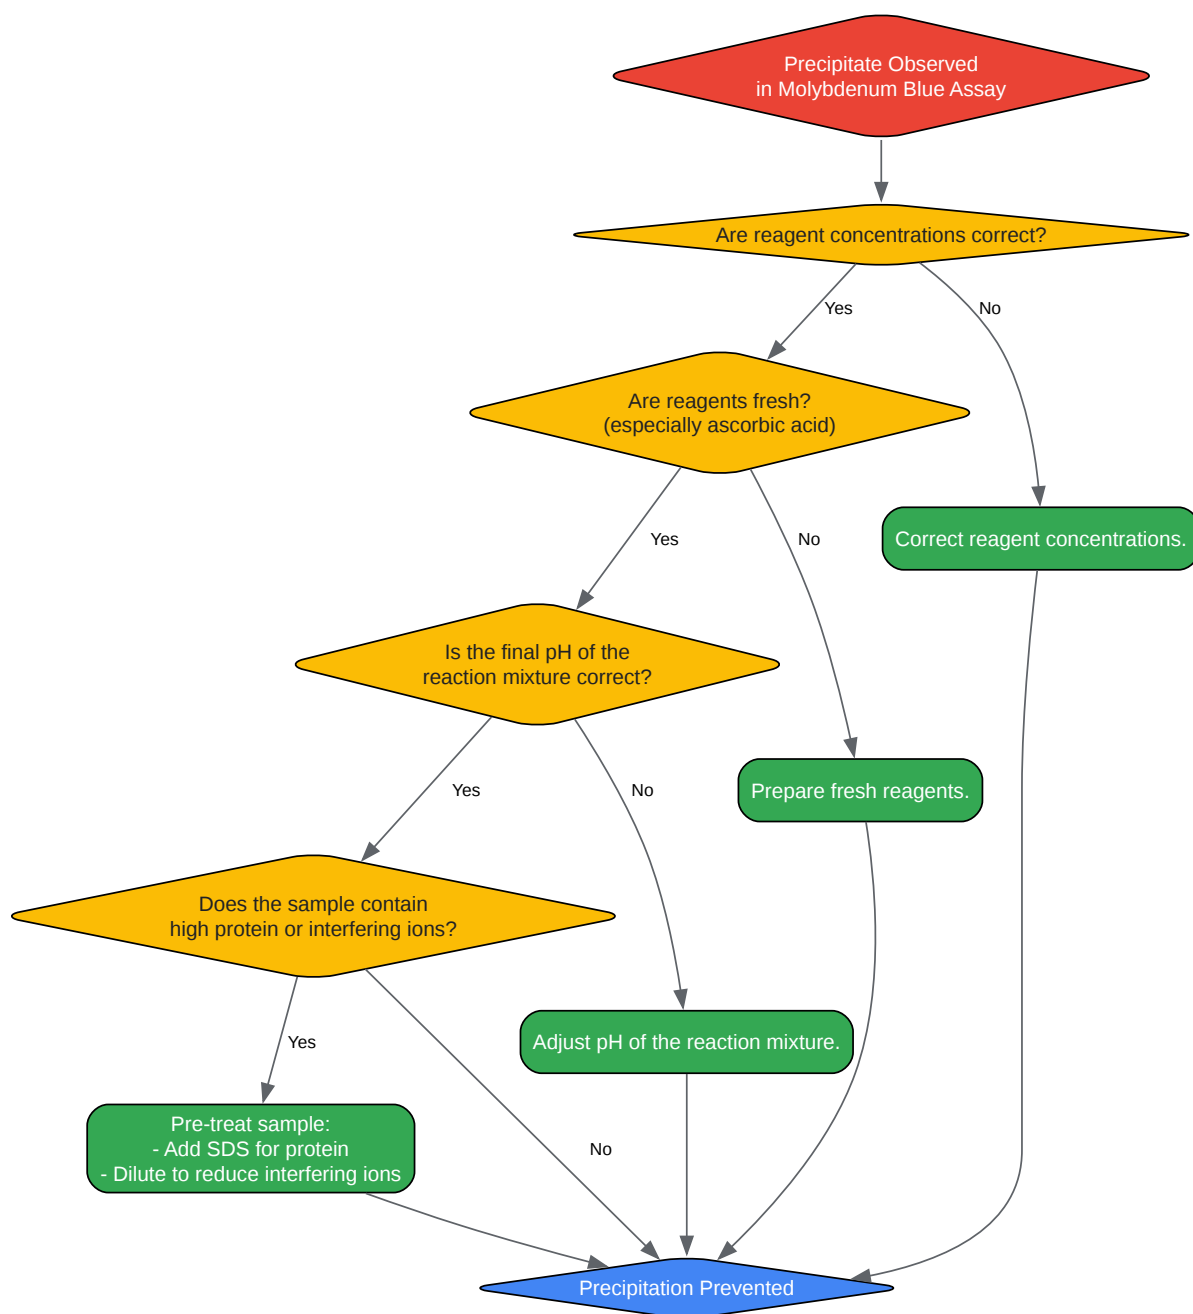 Precipitate Observed
in Molybdenum Blue Assay
Are reagent concentrations correct?
Yes
No
Are reagents fresh?
(especially ascorbic acid)
Yes
No
Correct reagent concentrations.
Is the final pH of the
reaction mixture correct?
Yes
No
Prepare fresh reagents.
Does the sample contain
high protein or interfering ions?
Yes
No
Adjust pH of the reaction mixture.
Pre-treat sample:
- Add SDS for protein
- Dilute to reduce interfering ions
Precipitation Prevented